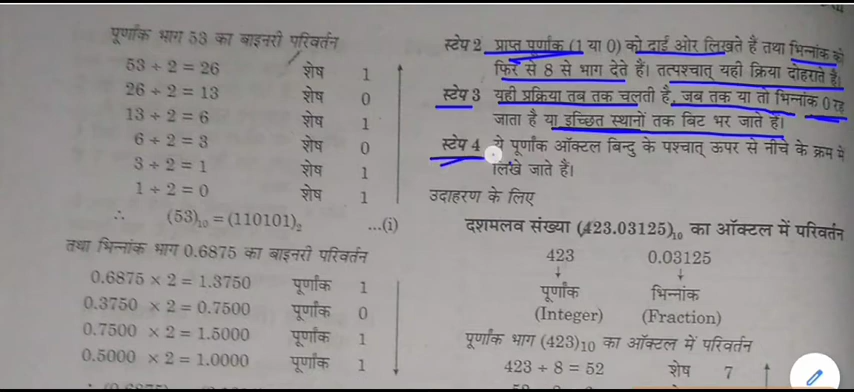 पूर्णांक भाग 53 का बाइनरी परिवर्तन
53 ÷ 2 = 26 शेष 1
26 ÷ 2 = 13 शेष 0
13 ÷ 2 = 6 शेष 1
6 ÷ 2 = 3 शेष 0
3 ÷ 2 = 1 शेष 1
1 ÷ 2 = 0 शेष 1
∴ (53)₁₀ = (110101)₂ ...(i)
तथा भिन्नांक भाग 0.6875 का बाइनरी परिवर्तन
0.6875 × 2 = 1.3750 पूर्णांक 1
0.3750 × 2 = 0.7500 पूर्णांक 0
0.7500 × 2 = 1.5000 पूर्णांक 1
0.5000 × 2 = 1.0000 पूर्णांक 1
स्टेप 2 प्राप्त पूर्णांक (1 या 0) को दाईं ओर लिखते हैं तथा भिन्नांक को
फिर से 8 से भाग देते हैं। तत्पश्चात् यही क्रिया दोहराते हैं।
स्टेप 3 यही प्रक्रिया तब तक चलती है, जब तक या तो भिन्नांक 0 रह
जाता है या इच्छित स्थानों तक बिट भर जाते हैं।
स्टेप 4 ये पूर्णांक ऑक्टल बिन्दु के पश्चात् ऊपर से नीचे के क्रम में
लिखे जाते हैं।
उदाहरण के लिए
दशमलव संख्या (423.03125)₁₀ का ऑक्टल में परिवर्तन
423 0.03125
पूर्णांक भिन्नांक
(Integer) (Fraction)
पूर्णांक भाग (423)₁₀ का ऑक्टल में परिवर्तन
423 ÷ 8 = 52 शेष 7